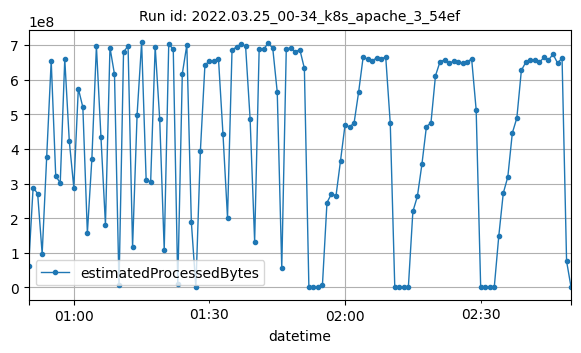 Run id: 2022.03.25_00-34_k8s_apache_3_54ef
1e8
7
6
5
4
3
2
1
0
estimatedProcessedBytes
01:00 01:30 02:00 02:30
datetime